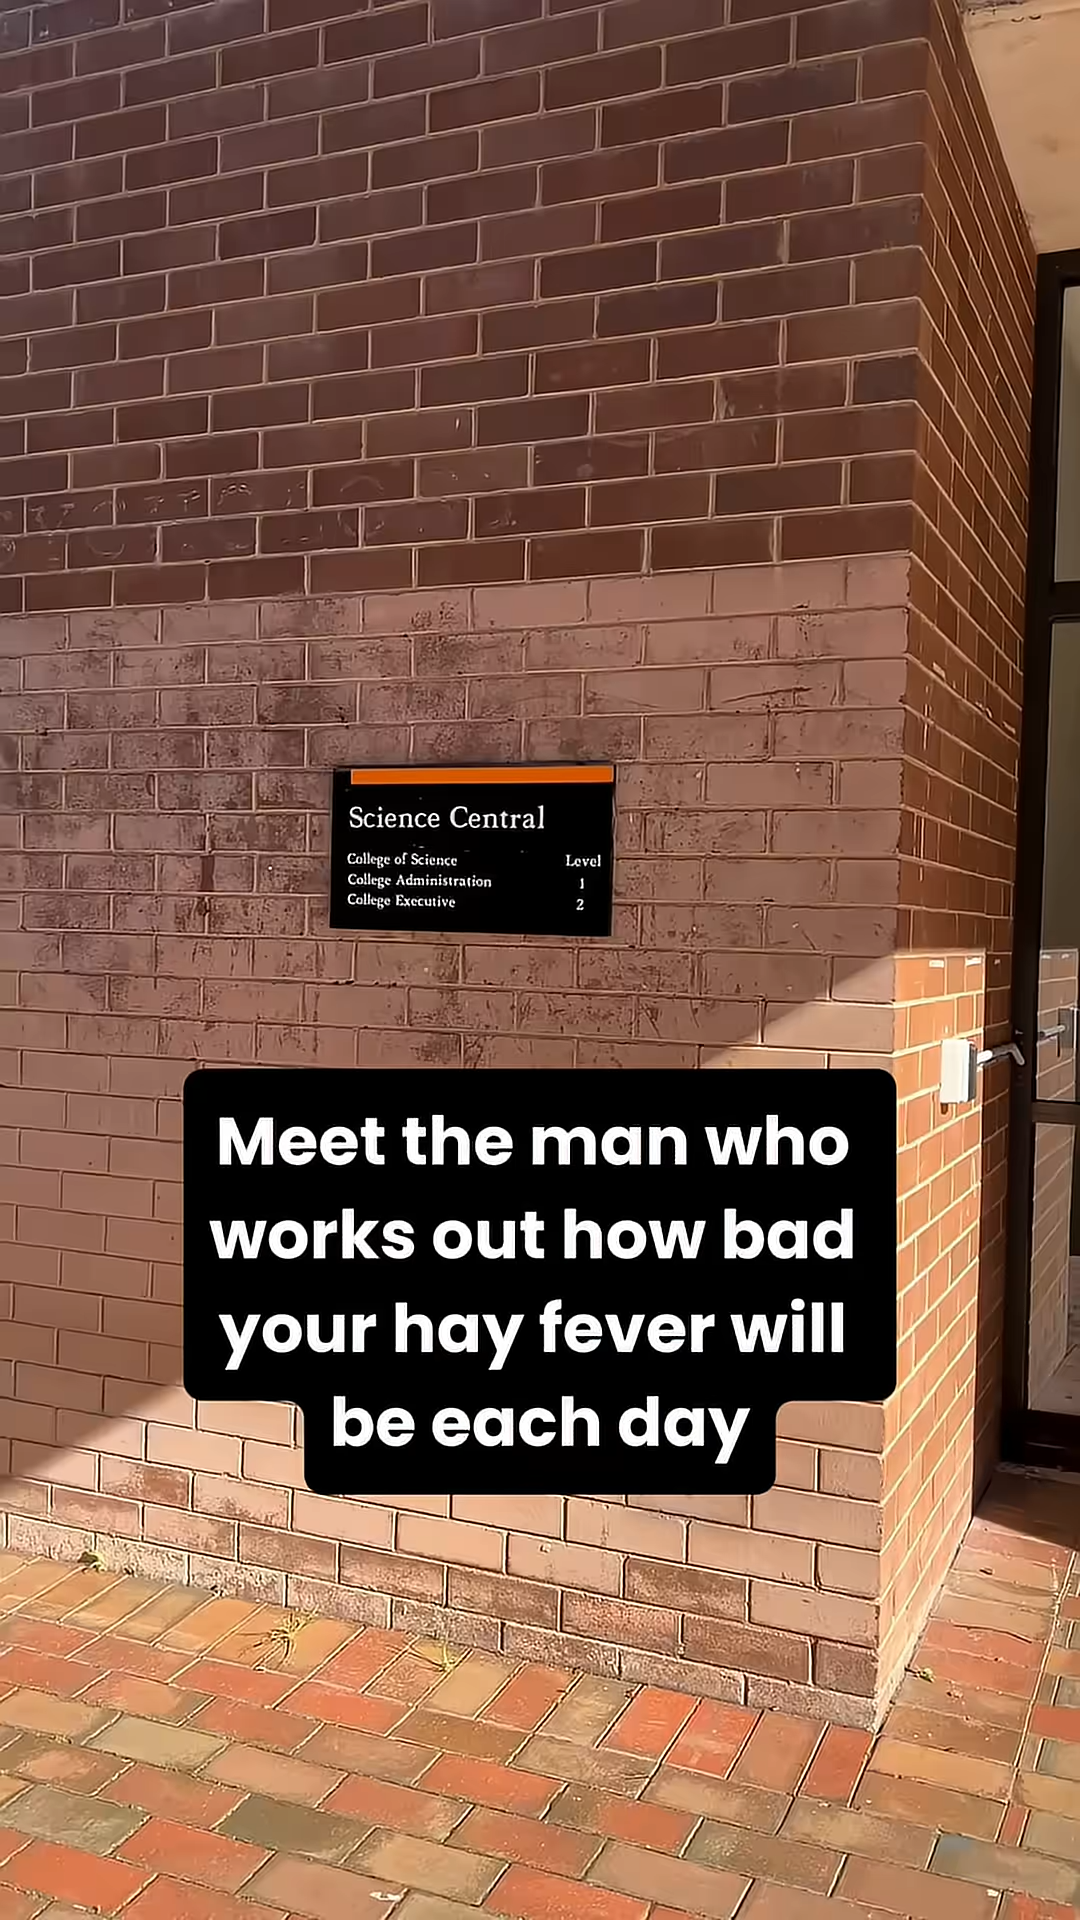 Science Central
College of Science Level
College Administration 1
College Executive 2
Meet the man who
works out how bad
your hay fever will
be each day